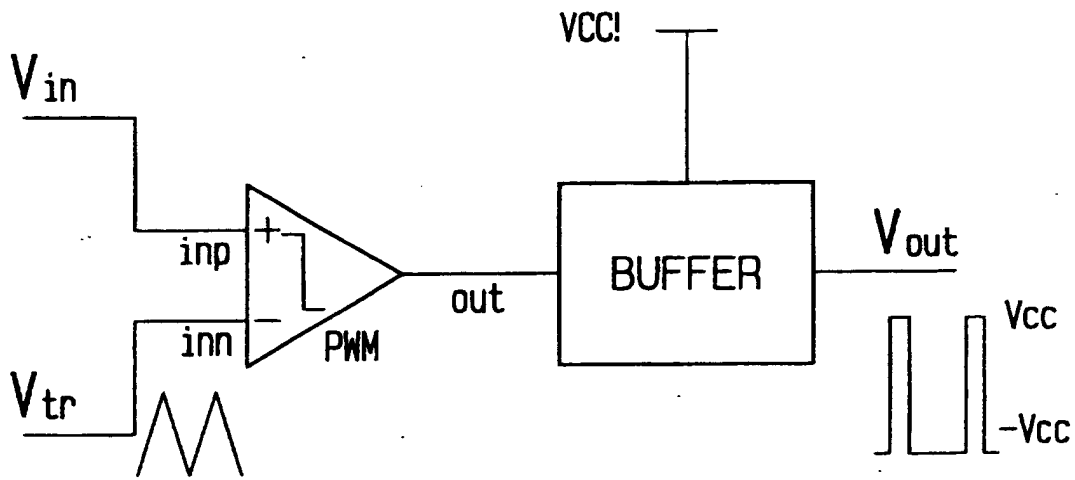 VCC!
Vin
+
inp
BUFFER
Vout
out
inn
−
PWM
Vcc
Vtr
-Vcc